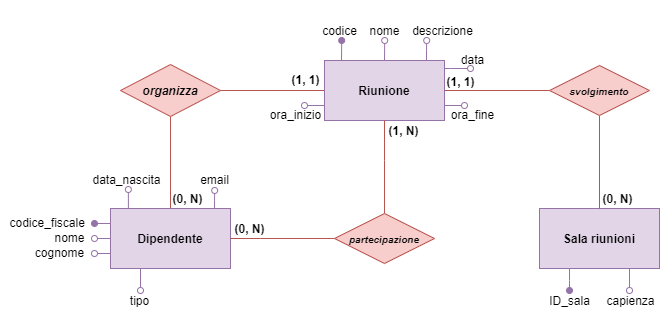 codice nome descrizione
data
organizza (1, 1) Riunione (1, 1) svolgimento
ora_inizio ora_fine
(1, N)
data_nascita email
(0, N) (0, N)
codice_fiscale
nome Dipendente (0, N) partecipazione Sala riunioni
cognome
tipo ID_sala capienza